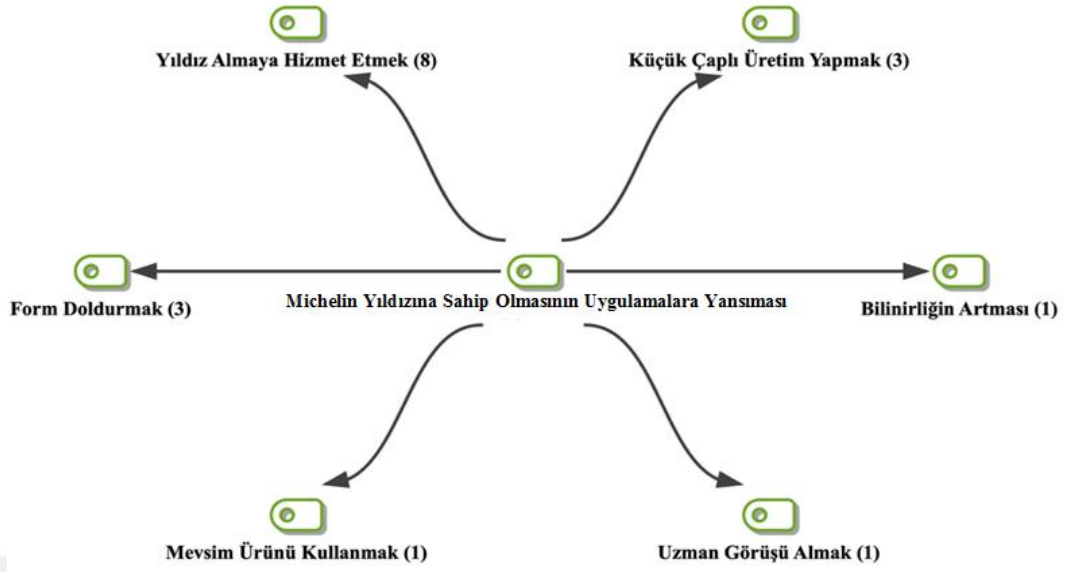 Yıldız Almaya Hizmet Etmek (8)
Küçük Çaplı Üretim Yapmak (3)
Form Doldurmak (3)
Michelin Yıldızına Sahip Olmasının Uygulamalara Yansıması
Bilinirliğin Artması (1)
Mevsim Ürünü Kullanmak (1)
Uzman Görüşü Almak (1)